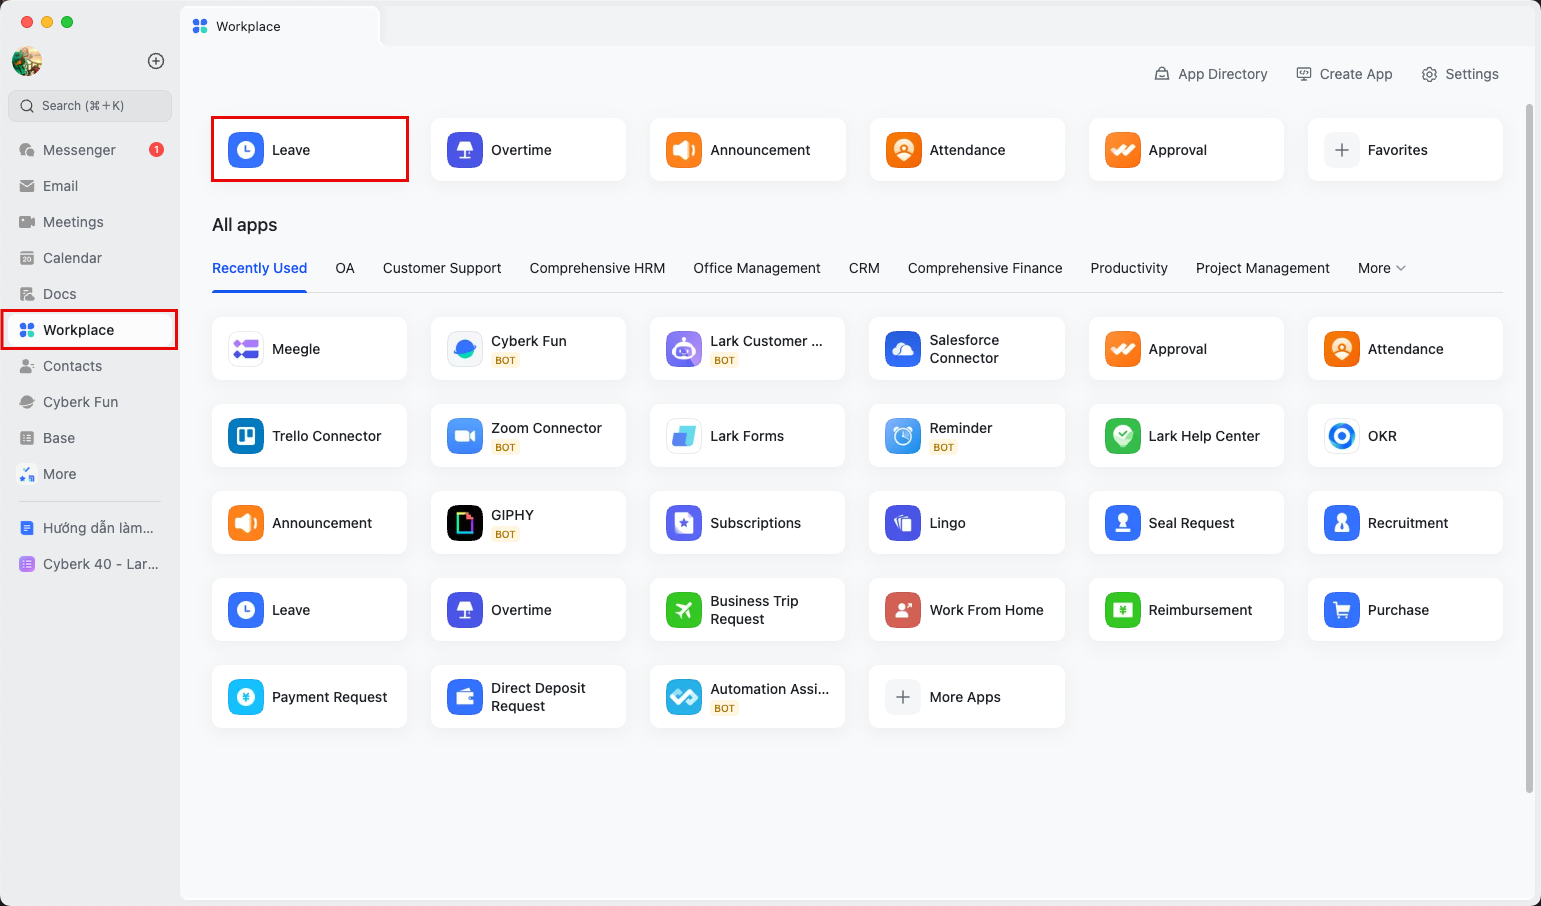 Workplace
Search (⌘+K)
Messenger
1
Email
Meetings
20
Calendar
Docs
Workplace
Contacts
Cyberk Fun
Base
More
Hướng dẫn làm...
Cyberk 40 - Lar...
App Directory
Create App
Settings
Leave
Overtime
Announcement
Attendance
Approval
Favorites
All apps
Recently Used
OA
Customer Support
Comprehensive HRM
Office Management
CRM
Comprehensive Finance
Productivity
Project Management
More
Meegle
Cyberk Fun
BOT
Lark Customer ...
BOT
Salesforce
Connector
Approval
Attendance
Trello Connector
Zoom Connector
BOT
Lark Forms
Reminder
BOT
Lark Help Center
OKR
Announcement
GIPHY
BOT
Subscriptions
Lingo
Seal Request
Recruitment
Leave
Overtime
Business Trip
Request
Work From Home
¥
Reimbursement
Purchase
¥
Payment Request
Direct Deposit
Request
Automation Assi...
BOT
More Apps